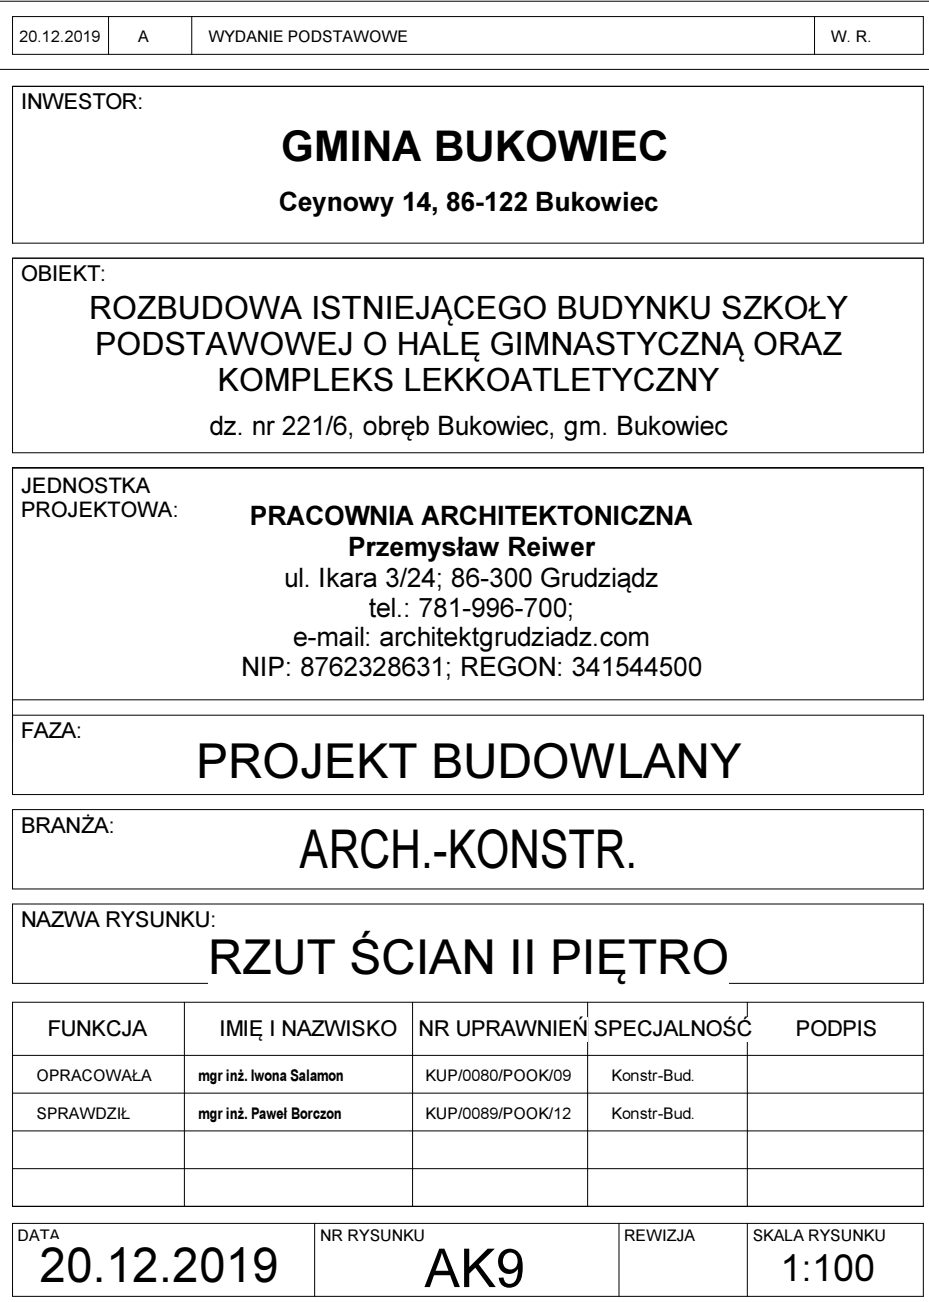 20.12.2019 A WYDANIE PODSTAWOWE W. R.
INWESTOR:
GMINA BUKOWIEC
Ceynowy 14, 86-122 Bukowiec
OBIEKT:
ROZBUDOWA ISTNIEJĄCEGO BUDYNKU SZKOŁY
PODSTAWOWEJ O HALĘ GIMNASTYCZNĄ ORAZ
KOMPLEKS LEKKOATLETYCZNY
dz. nr 221/6, obręb Bukowiec, gm. Bukowiec
JEDNOSTKA
PROJEKTOWA:
PRACOWNIA ARCHITEKTONICZNA
Przemysław Reiwer
ul. Ikara 3/24; 86-300 Grudziądz
tel.: 781-996-700;
e-mail: architektgrudziadz.com
NIP: 8762328631; REGON: 341544500
FAZA:
PROJEKT BUDOWLANY
BRANŻA:
ARCH.-KONSTR.
NAZWA RYSUNKU:
RZUT ŚCIAN II PIĘTRO
FUNKCJA IMIĘ I NAZWISKO NR UPRAWNIEŃ SPECJALNOŚĆ PODPIS
OPRACOWAŁA mgr inż. Iwona Salamon KUP/0080/POOK/09 Konstr-Bud.
SPRAWDZIŁ mgr inż. Paweł Borczon KUP/0089/POOK/12 Konstr-Bud.
DATA NR RYSUNKU REWIZJA SKALA RYSUNKU
20.12.2019 AK9 1:100